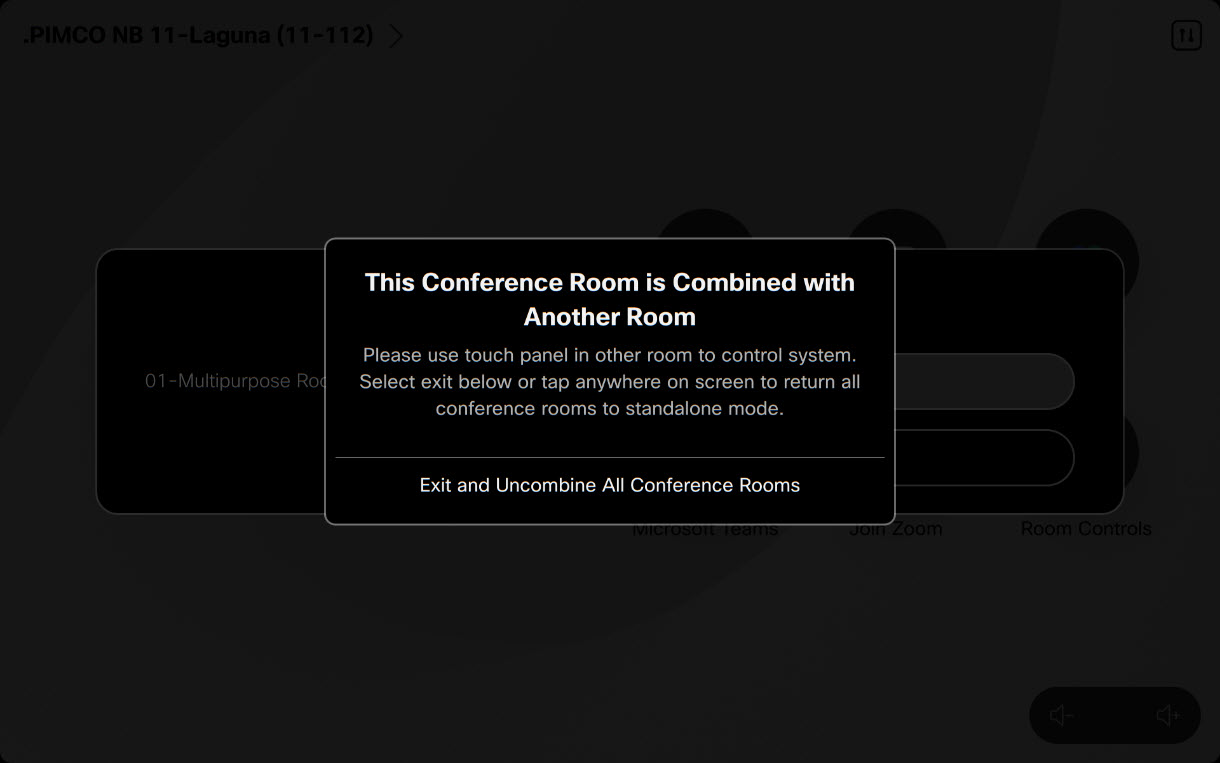 .PIMCO NB 11-Laguna (11-112)
This Conference Room is Combined with
Another Room
Please use touch panel in other room to control system.
Select exit below or tap anywhere on screen to return all
conference rooms to standalone mode.
01-Multipurpose
Exit and Uncombine All Conference Rooms
Microsoft Teams
Join Zoom
Room Controls